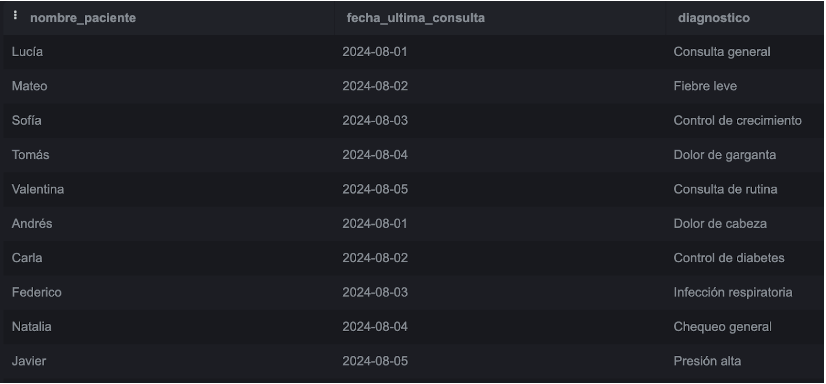 nombre_paciente fecha_ultima_consulta diagnostico
Lucía 2024-08-01 Consulta general
Mateo 2024-08-02 Fiebre leve
Sofía 2024-08-03 Control de crecimiento
Tomás 2024-08-04 Dolor de garganta
Valentina 2024-08-05 Consulta de rutina
Andrés 2024-08-01 Dolor de cabeza
Carla 2024-08-02 Control de diabetes
Federico 2024-08-03 Infección respiratoria
Natalia 2024-08-04 Chequeo general
Javier 2024-08-05 Presión alta